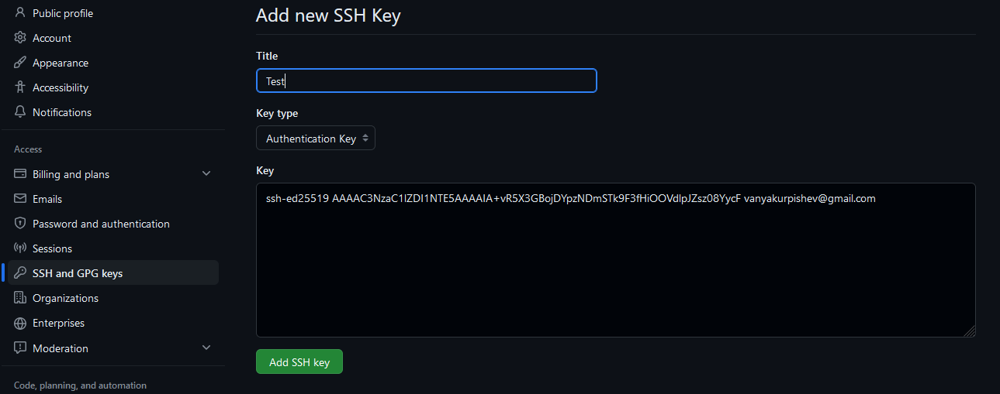 Public profile
Account
Appearance
Accessibility
Notifications
Access
Billing and plans
Emails
Password and authentication
Sessions
SSH and GPG keys
Organizations
Enterprises
Moderation
Code, planning, and automation
Add new SSH Key
Title
Test
Key type
Authentication Key
Key
ssh-ed25519 AAAAC3NzaC1lZDI1NTE5AAAAIA+vR5X3GBojDYpzNDmSTk9F3fHiOOVdlpJZsz08YycF vanyakurpishev@gmail.com
Add SSH key